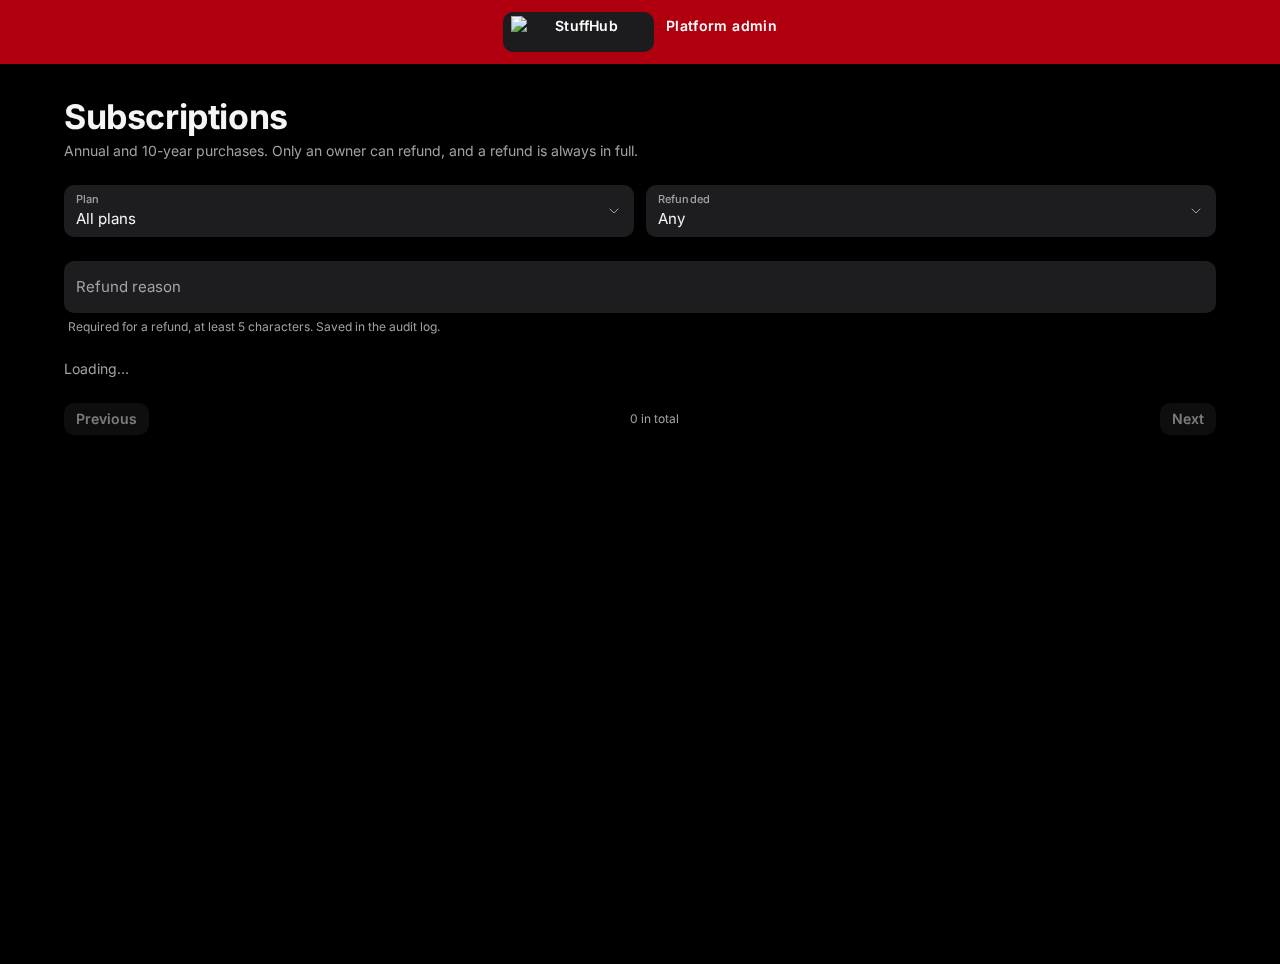 StuffHub Platform admin
Subscriptions
Annual and 10-year purchases. Only an owner can refund, and a refund is always in full.
Plan
All plans
Refunded
Any
Refund reason
Required for a refund, at least 5 characters. Saved in the audit log.
Loading...
Previous
0 in total
Next